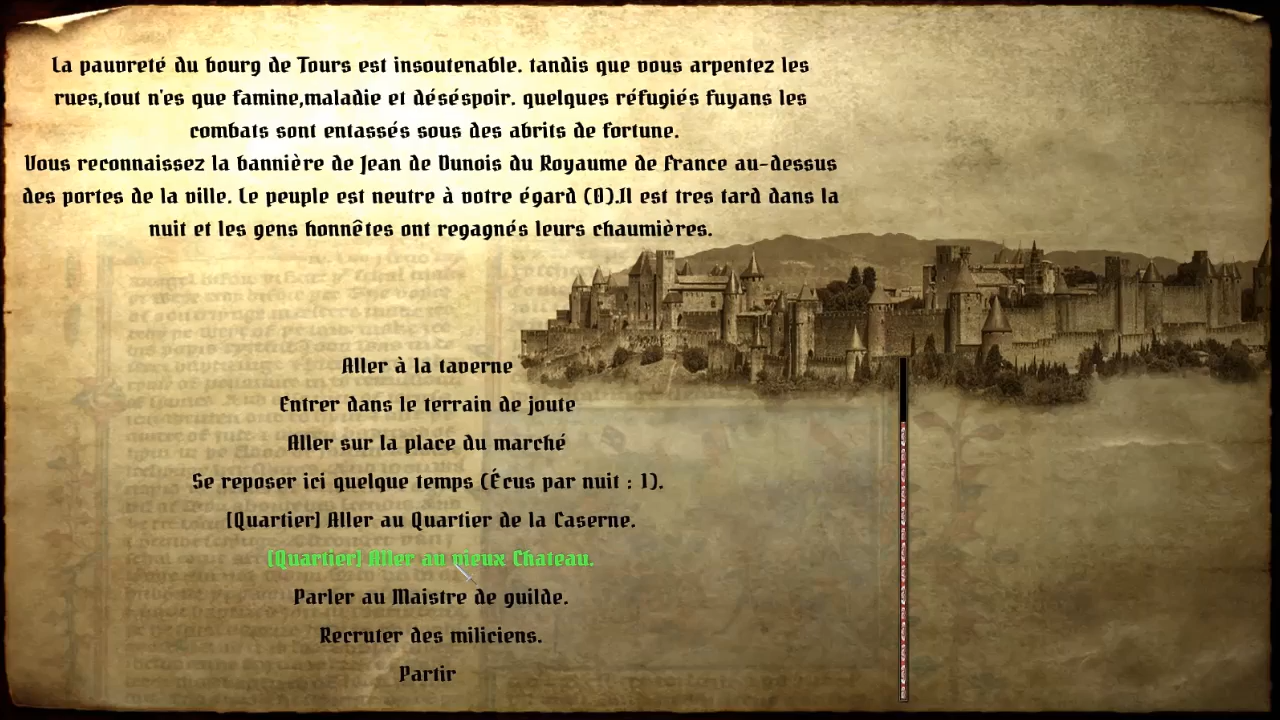 La pauvreté du bourg de Tours est insoutenable. tandis que vous arpentez les
rues,tout n'es que famine,maladie et déséspoir. quelques réfugiés fuyans les
combats sont entassés sous des abrits de fortune.
Vous reconnaissez la bannière de Jean de Dunois du Royaume de France au-dessus
des portes de la ville. Le peuple est neutre à votre égard (0).Il est tres tard dans la
nuit et les gens honnêtes ont regagnés leurs chaumières.
Aller à la taverne
Entrer dans le terrain de joute
Aller sur la place du marché
Se reposer ici quelque temps (Écus par nuit : 1).
[Quartier] Aller au Quartier de la Caserne.
[Quartier] Aller au vieux Chateau.
Parler au Maistre de guilde.
Recruter des miliciens.
Partir